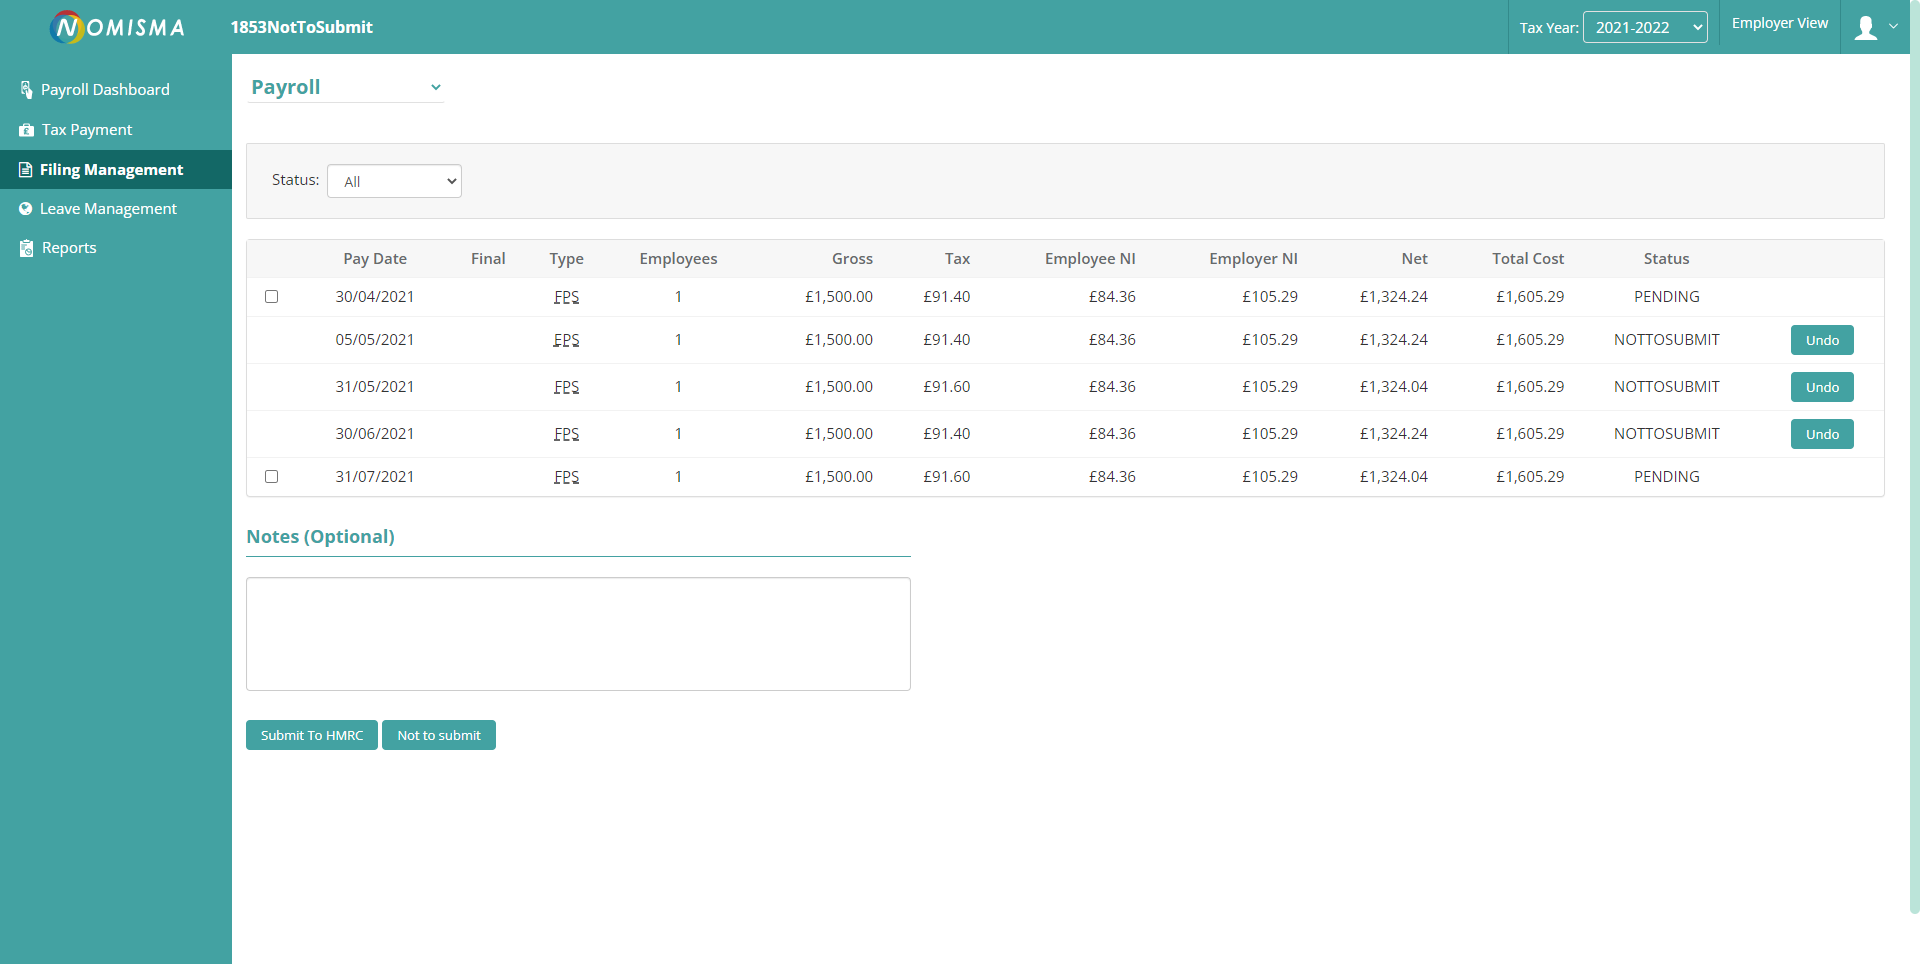 NOMISMA 1853NotToSubmit Tax Year: 2021-2022 Employer View
Payroll Dashboard
Tax Payment
Filing Management
Leave Management
Reports
Payroll
Status: All
Pay Date Final Type Employees Gross Tax Employee NI Employer NI Net Total Cost Status
30/04/2021 FPS 1 £1,500.00 £91.40 £84.36 £105.29 £1,324.24 £1,605.29 PENDING
05/05/2021 FPS 1 £1,500.00 £91.40 £84.36 £105.29 £1,324.24 £1,605.29 NOTTOSUBMIT Undo
31/05/2021 FPS 1 £1,500.00 £91.60 £84.36 £105.29 £1,324.04 £1,605.29 NOTTOSUBMIT Undo
30/06/2021 FPS 1 £1,500.00 £91.40 £84.36 £105.29 £1,324.24 £1,605.29 NOTTOSUBMIT Undo
31/07/2021 FPS 1 £1,500.00 £91.60 £84.36 £105.29 £1,324.04 £1,605.29 PENDING
Notes (Optional)
Submit To HMRC Not to submit